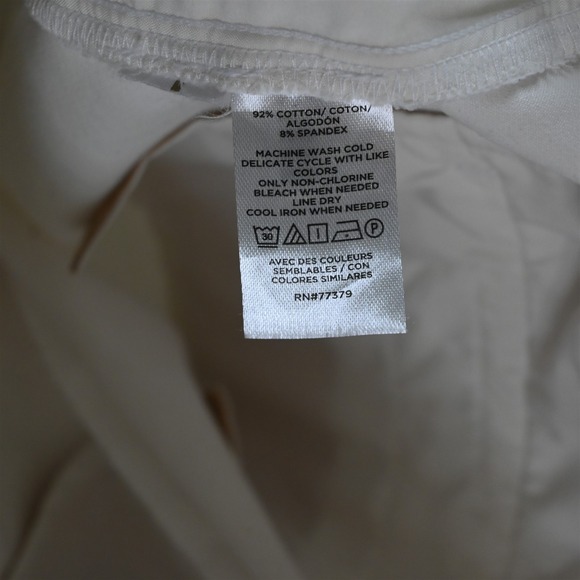 92% COTTON/ COTON/
ALGODÓN
8% SPANDEX
MACHINE WASH COLD
DELICATE CYCLE WITH LIKE
COLORS
ONLY NON-CHLORINE
BLEACH WHEN NEEDED
LINE DRY
COOL IRON WHEN NEEDED
30 P
AVEC DES COULEURS
SEMBLABLES / CON
COLORES SIMILARES
RN#77379